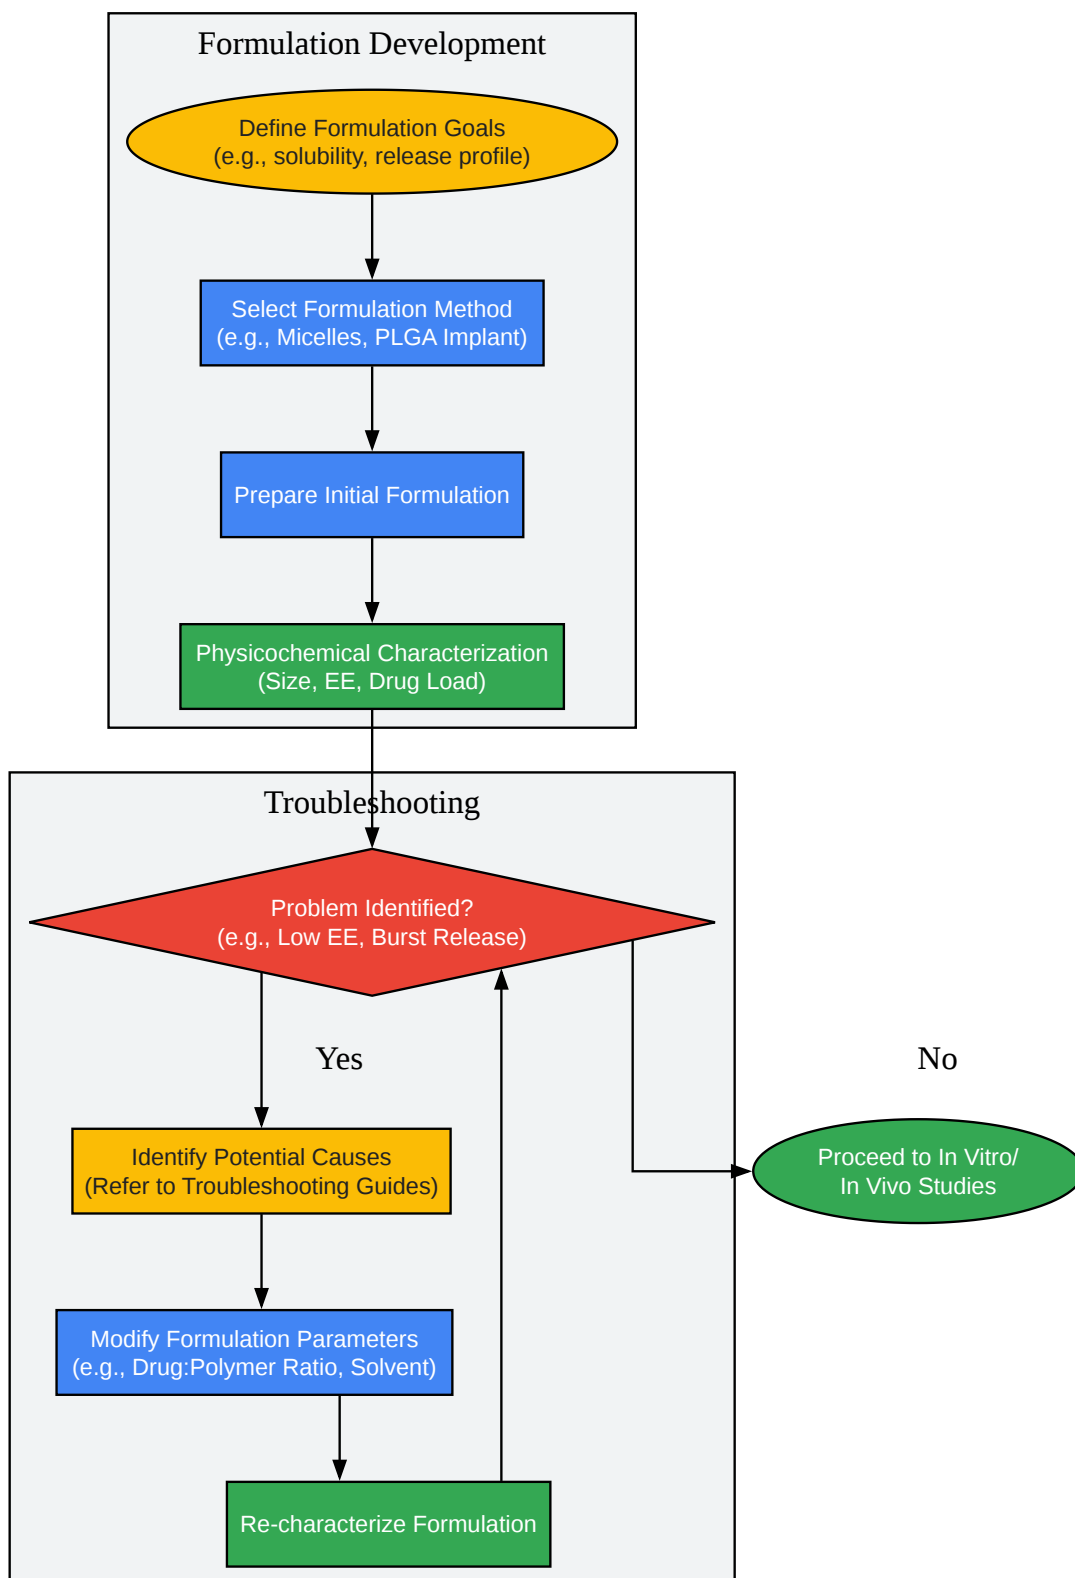 Formulation Development
Define Formulation Goals
(e.g., solubility, release profile)
Select Formulation Method
(e.g., Micelles, PLGA Implant)
Prepare Initial Formulation
Physicochemical Characterization
(Size, EE, Drug Load)
Troubleshooting
Problem Identified?
(e.g., Low EE, Burst Release)
Yes
No
Identify Potential Causes
(Refer to Troubleshooting Guides)
Proceed to In Vitro/
In Vivo Studies
Modify Formulation Parameters
(e.g., Drug:Polymer Ratio, Solvent)
Re-characterize Formulation